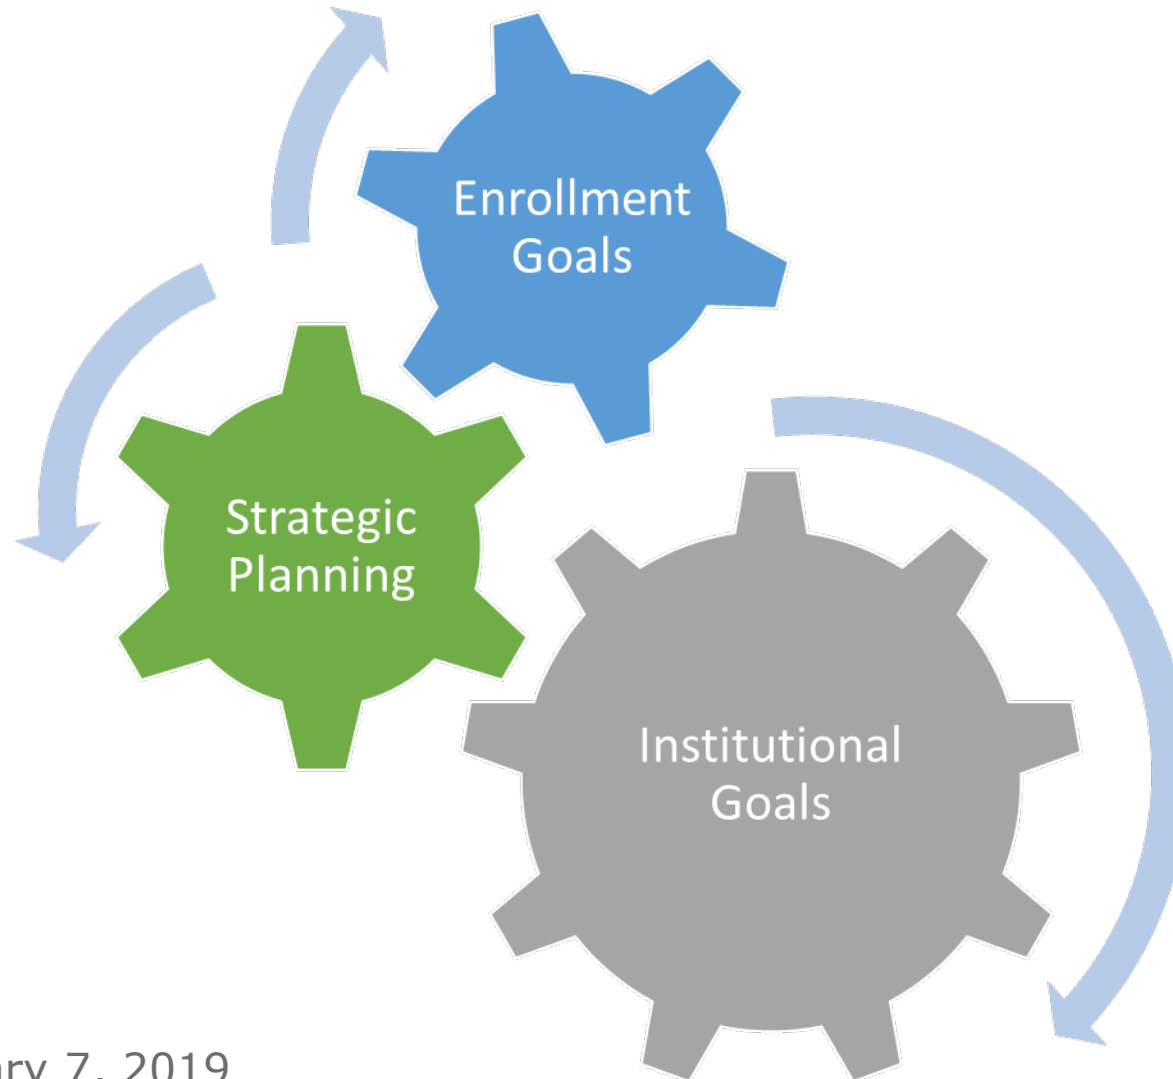 Enrollment
Goals
Strategic
Planning
Institutional
Goals
7, 2019